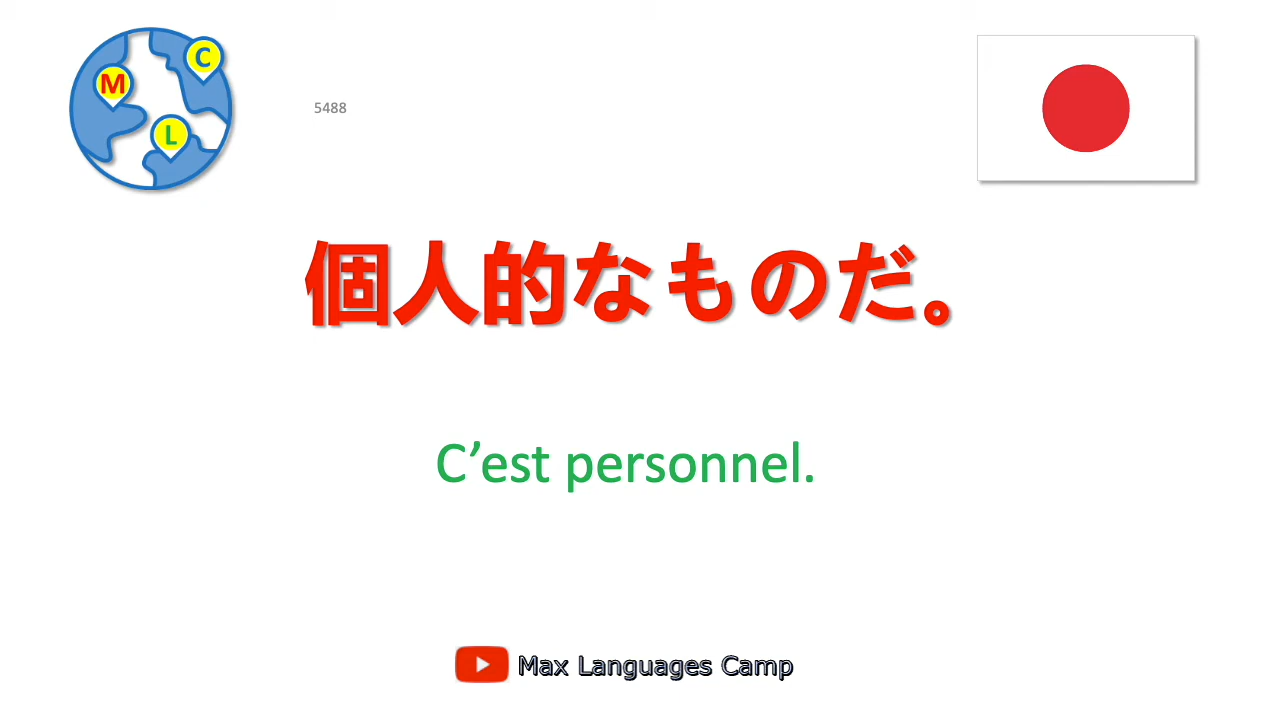 M
C
L
5488
個人的なものだ。
C’est personnel.
Max Languages Camp